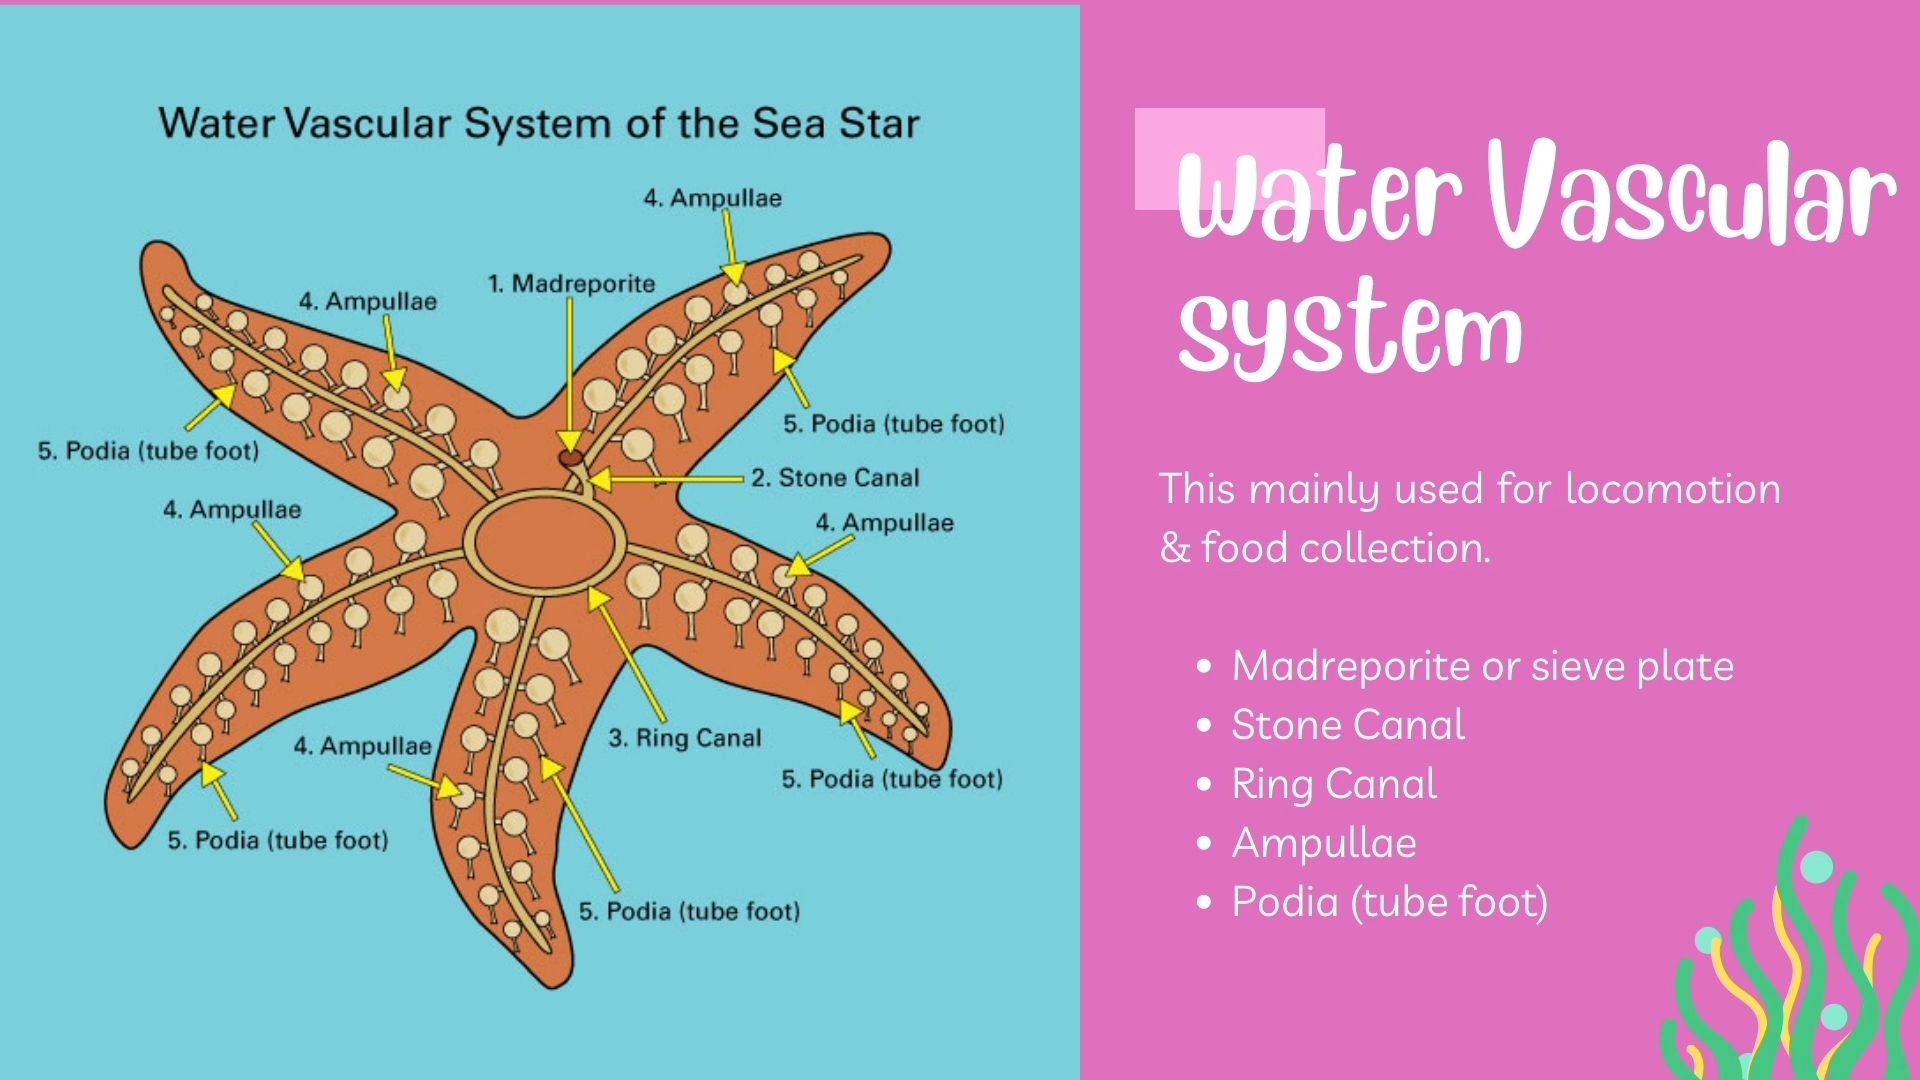 Water Vascular System of the Sea Star
4. Ampullae
1. Madreporite
4. Ampullae
5. Podia (tube foot)
5. Podia (tube foot)
2. Stone Canal
4. Ampullae
4. Ampullae
3. Ring Canal
4. Ampullae
5. Podia (tube foot)
5. Podia (tube foot)
5. Podia (tube foot)
Water Vascular
system
This mainly used for locomotion
& food collection.
• Madreporite or sieve plate
• Stone Canal
• Ring Canal
• Ampullae
• Podia (tube foot)